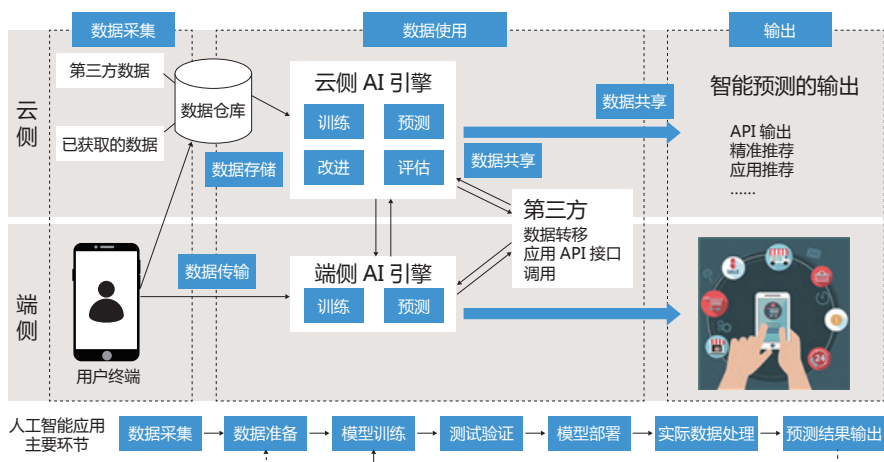 数据采集
数据使用
输出
云侧
第三方数据
已获取的数据
数据仓库
数据存储
云侧 AI 引擎
训练
预测
改进
评估
数据共享
数据共享
智能预测的输出
API 输出
精准推荐
应用推荐
……
第三方
数据转移
应用 API 接口
调用
端侧
用户终端
数据传输
端侧 AI 引擎
训练
预测
24
人工智能应用
主要环节
数据采集
数据准备
模型训练
测试验证
模型部署
实际数据处理
预测结果输出